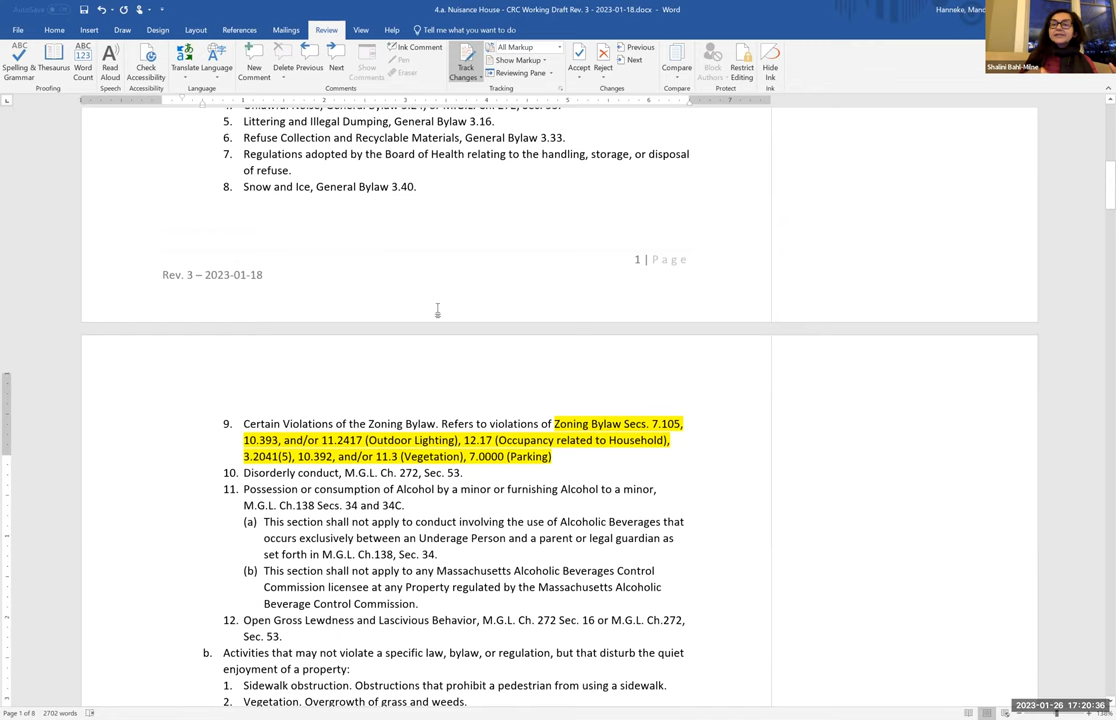 AutoSave
4.a. Nuisance House - CRC Working Draft Rev. 3 - 2023-01-18.docx - Word
Hanneke, Manc
File Home Insert Draw Design Layout References Mailings Review View Help Tell me what you want to do
Spelling & Grammar
Thesaurus
Word Count
Read Aloud
Check Accessibility
Translate
Language
New Comment
Delete
Previous
Next
Show Comments
Ink Comment
Pen
Eraser
Track Changes
All Markup
Show Markup
Reviewing Pane
Accept
Reject
Previous
Next
Compare
Block Authors
Restrict Editing
Hide Ink
Proofing Speech Accessibility Language Comments Tracking Changes Compare Protect Ink
Shalini Bahl-Milne
5. Littering and Illegal Dumping, General Bylaw 3.16.
6. Refuse Collection and Recyclable Materials, General Bylaw 3.33.
7. Regulations adopted by the Board of Health relating to the handling, storage, or disposal
of refuse.
8. Snow and Ice, General Bylaw 3.40.
1 | Page
Rev. 3 – 2023-01-18
9. Certain Violations of the Zoning Bylaw. Refers to violations of Zoning Bylaw Secs. 7.105,
10.393, and/or 11.2417 (Outdoor Lighting), 12.17 (Occupancy related to Household),
3.2041(5), 10.392, and/or 11.3 (Vegetation), 7.0000 (Parking)
10. Disorderly conduct, M.G.L. Ch. 272, Sec. 53.
11. Possession or consumption of Alcohol by a minor or furnishing Alcohol to a minor,
M.G.L. Ch.138 Secs. 34 and 34C.
(a) This section shall not apply to conduct involving the use of Alcoholic Beverages that
occurs exclusively between an Underage Person and a parent or legal guardian as
set forth in M.G.L. Ch.138, Sec. 34.
(b) This section shall not apply to any Massachusetts Alcoholic Beverages Control
Commission licensee at any Property regulated by the Massachusetts Alcoholic
Beverage Control Commission.
12. Open Gross Lewdness and Lascivious Behavior, M.G.L. Ch. 272 Sec. 16 or M.G.L. Ch.272,
Sec. 53.
b. Activities that may not violate a specific law, bylaw, or regulation, but that disturb the quiet
enjoyment of a property:
1. Sidewalk obstruction. Obstructions that prohibit a pedestrian from using a sidewalk.
2. Vegetation. Overgrowth of grass and weeds.
Page 1 of 8 2702 words
2023-01-26 17:20:36